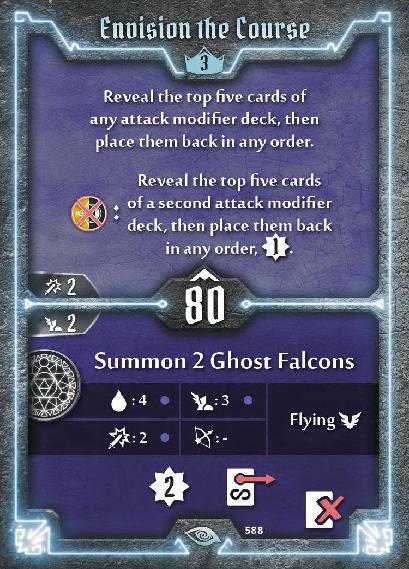 Envision the Course
3
Reveal the top five cards of
any attack modifier deck, then
place them back in any order.
Reveal the top five cards
: of a second attack modifier
deck, then place them back
in any order, 1.
2
80
2
Summon 2 Ghost Falcons
: 4
: 3
Flying
: 2
: -
2
S
588